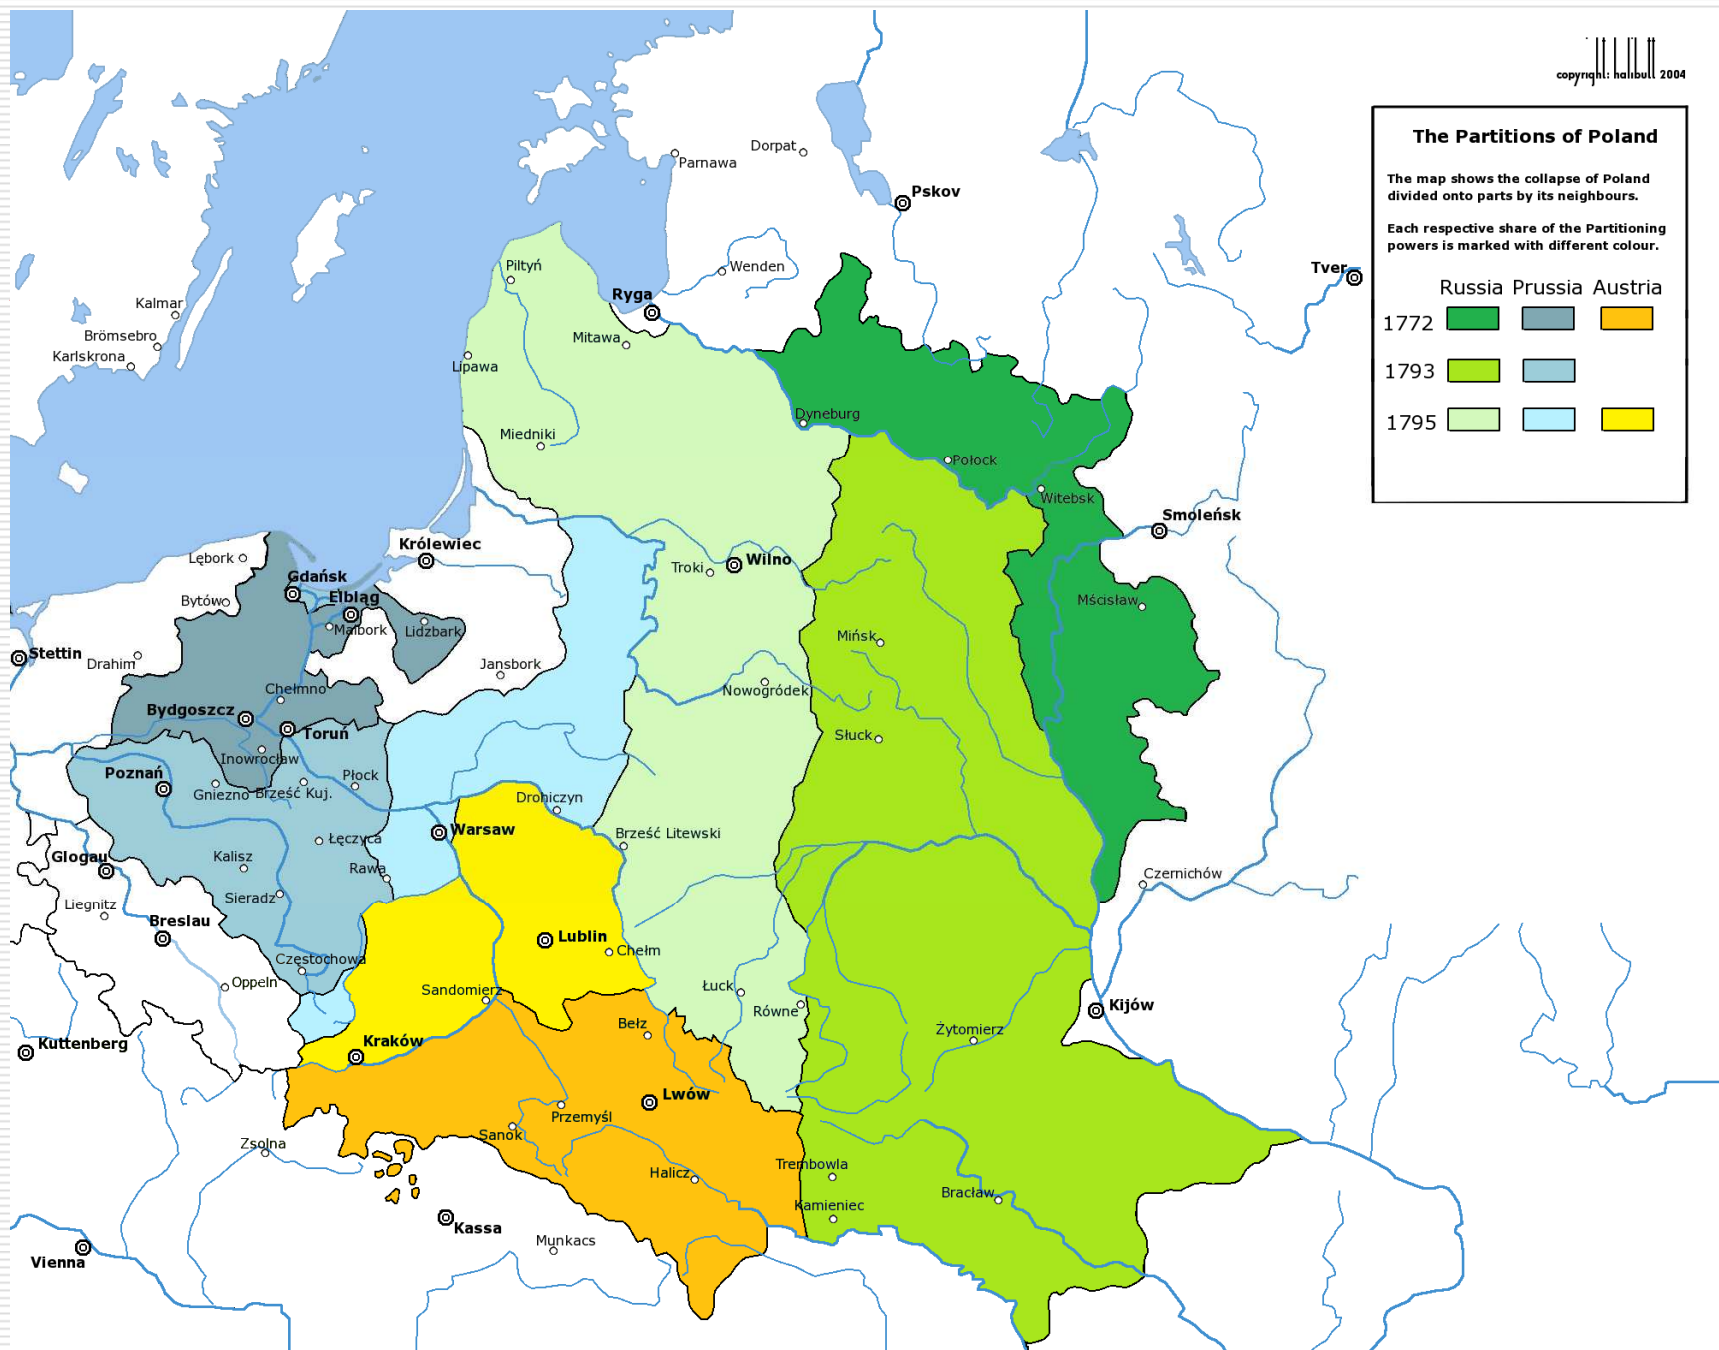 copyright: halibutt 2004
The Partitions of Poland
The map shows the collapse of Poland
divided onto parts by its neighbours.
Each respective share of the Partitioning
powers is marked with different colour.
Russia Prussia Austria
1772
1793
1795
Dorpat
Parnawa
Pskov
Wenden
Piltyń
Tver
Ryga
Kalmar
Brömsebro
Karlskrona
Mitawa
Lipawa
Dyneburg
Miedniki
Połock
Witebsk
Smoleńsk
Królewiec
Lębork
Wilno
Troki
Gdańsk
Elbląg
Bytów
Malbork
Lidzbark
Mścisław
Mińsk
Stettin
Drahim
Jansbork
Chełmno
Nowogródek
Bydgoszcz
Toruń
Słuck
Inowrocław
Poznań
Płock
Gniezno
Brześć Kuj.
Drohiczyn
Warsaw
Brześć Litewski
Łęczyca
Glogau
Kalisz
Rawa
Czernichów
Sieradz
Liegnitz
Breslau
Lublin
Chełm
Częstochowa
Oppeln
Sandomierz
Łuck
Równe
Kijów
Bełz
Żytomierz
Kuttenberg
Kraków
Lwów
Przemyśl
Sanok
Zsolna
Halicz
Trembowla
Bracław
Kamieniec
Kassa
Munkacs
Vienna